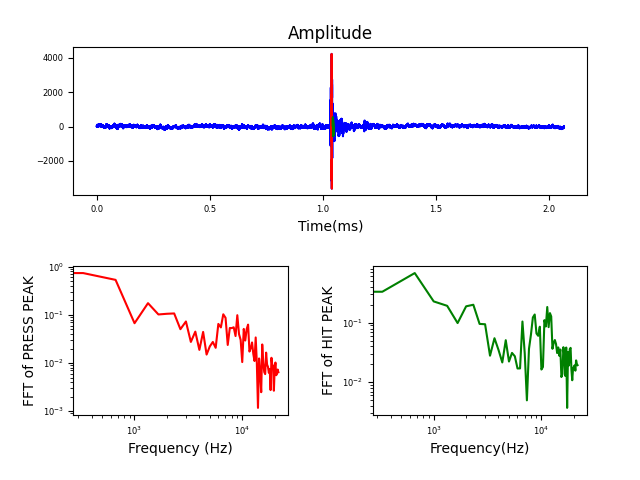 Amplitude
4000
2000
0
−2000
0.0 0.5 1.0 1.5 2.0
Time(ms)
FFT of PRESS PEAK
10⁰
10⁻¹
10⁻²
10⁻³
10³ 10⁴
Frequency (Hz)
FFT of HIT PEAK
10⁻¹
10⁻²
10³ 10⁴
Frequency(Hz)